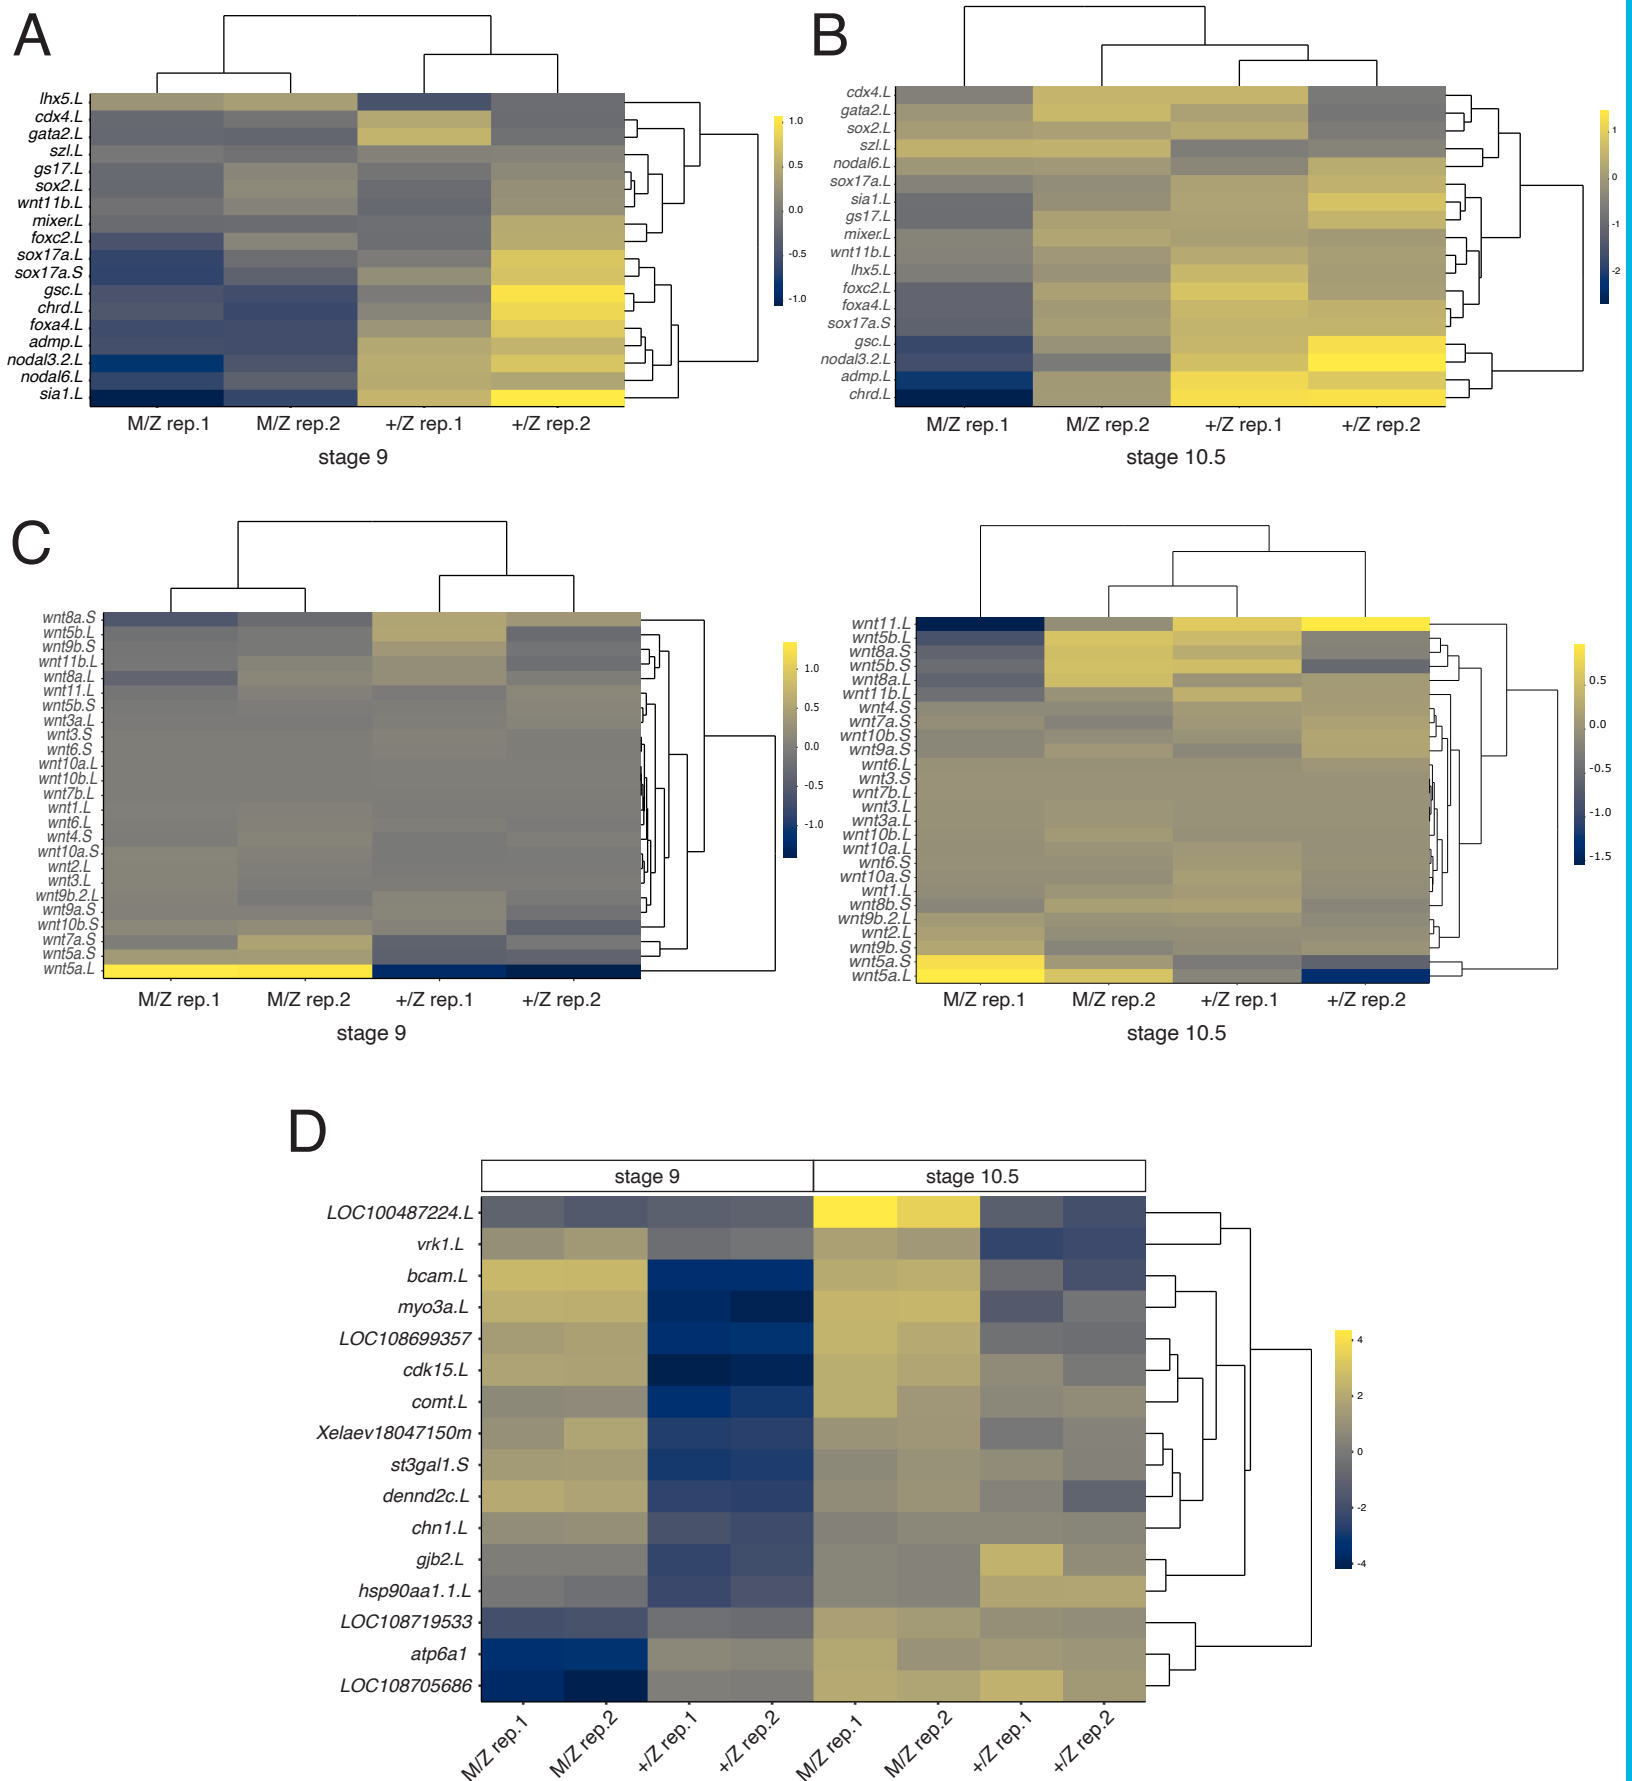 A
lhx5.L
cdx4.L
gata2.L
szl.L
gs17.L
sox2.L
wnt11b.L
mixer.L
foxc2.L
sox17a.L
sox17a.S
gsc.L
chrd.L
foxa4.L
admp.L
nodal3.2.L
nodal6.L
sia1.L
1.0
0.5
0.0
-0.5
-1.0
M/Z rep.1 M/Z rep.2 +/Z rep.1 +/Z rep.2
stage 9
B
cdx4.L
gata2.L
sox2.L
szl.L
nodal6.L
sox17a.L
sia1.L
gs17.L
mixer.L
wnt11b.L
lhx5.L
foxc2.L
foxa4.L
sox17a.S
gsc.L
nodal3.2.L
admp.L
chrd.L
1
0
-1
-2
M/Z rep.1 M/Z rep.2 +/Z rep.1 +/Z rep.2
stage 10.5
C
wnt8a.S
wnt5b.L
wnt9b.S
wnt11b.L
wnt8a.L
wnt11.L
wnt5b.S
wnt3a.L
wnt3.S
wnt6.S
wnt10a.L
wnt10b.L
wnt7b.L
wnt1.L
wnt6.L
wnt4.S
wnt10a.S
wnt2.L
wnt3.L
wnt9b.2.L
wnt9a.S
wnt10b.S
wnt7a.S
wnt5a.S
wnt5a.L
1.0
0.5
0.0
-0.5
-1.0
M/Z rep.1 M/Z rep.2 +/Z rep.1 +/Z rep.2
stage 9
wnt11.L
wnt5b.L
wnt8a.S
wnt5b.S
wnt8a.L
wnt11b.L
wnt4.S
wnt7a.S
wnt10b.S
wnt9a.S
wnt6.L
wnt3.S
wnt7b.L
wnt3.L
wnt3a.L
wnt10b.L
wnt10a.L
wnt6.S
wnt10a.S
wnt1.L
wnt8b.S
wnt9b.2.L
wnt2.L
wnt9b.S
wnt5a.S
wnt5a.L
0.5
0.0
-0.5
-1.0
-1.5
M/Z rep.1 M/Z rep.2 +/Z rep.1 +/Z rep.2
stage 10.5
D
stage 9 stage 10.5
LOC100487224.L
vrk1.L
bcam.L
myo3a.L
LOC108699357
cdk15.L
comt.L
Xelaev18047150m
st3gal1.S
dennd2c.L
chn1.L
gjb2.L
hsp90aa1.1.L
LOC108719533
atp6a1
LOC108705686
4
2
0
-2
-4
M/Z rep.1 M/Z rep.2 +/Z rep.1 +/Z rep.2 M/Z rep.1 M/Z rep.2 +/Z rep.1 +/Z rep.2